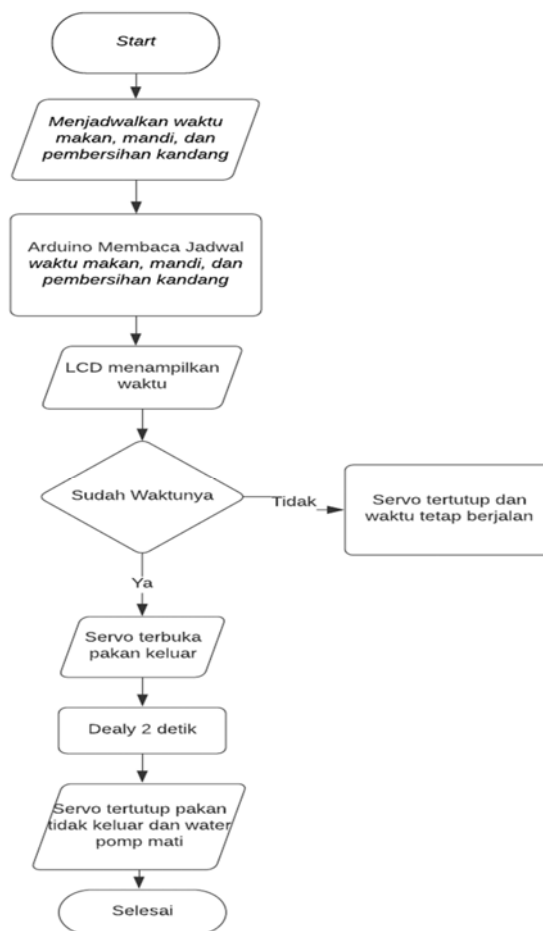 Start
Menjadwalkan waktu
makan, mandi, dan
pembersihan kandang
Arduino Membaca Jadwal
waktu makan, mandi, dan
pembersihan kandang
LCD menampilkan
waktu
Sudah Waktunya
Tidak
Servo tertutup dan
waktu tetap berjalan
Ya
Servo terbuka
pakan keluar
Dealy 2 detik
Servo tertutup pakan
tidak keluar dan water
pomp mati
Selesai